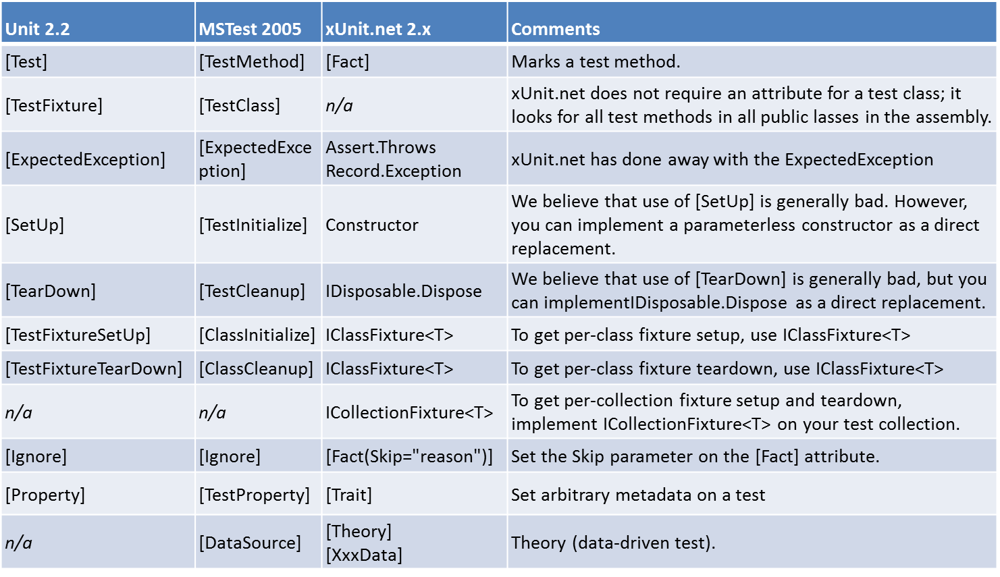 Unit 2.2 MSTest 2005 xUnit.net 2.x Comments
[Test] [TestMethod] [Fact] Marks a test method.
[TestFixture] [TestClass] n/a xUnit.net does not require an attribute for a test class; it
looks for all test methods in all public lasses in the assembly.
[ExpectedException] [ExpectedExce
ption] Assert.Throws
Record.Exception xUnit.net has done away with the ExpectedException
[SetUp] [TestInitialize] Constructor We believe that use of [SetUp] is generally bad. However,
you can implement a parameterless constructor as a direct
replacement.
[TearDown] [TestCleanup] IDisposable.Dispose We believe that use of [TearDown] is generally bad, but you
can implementIDisposable.Dispose as a direct replacement.
[TestFixtureSetUp] [ClassInitialize] IClassFixture<T> To get per-class fixture setup, use IClassFixture<T>
[TestFixtureTearDown] [ClassCleanup] IClassFixture<T> To get per-class fixture teardown, use IClassFixture<T>
n/a n/a ICollectionFixture<T> To get per-collection fixture setup and teardown,
implement ICollectionFixture<T> on your test collection.
[Ignore] [Ignore] [Fact(Skip="reason")] Set the Skip parameter on the [Fact] attribute.
[Property] [TestProperty] [Trait] Set arbitrary metadata on a test
n/a [DataSource] [Theory]
[XxxData] Theory (data-driven test).